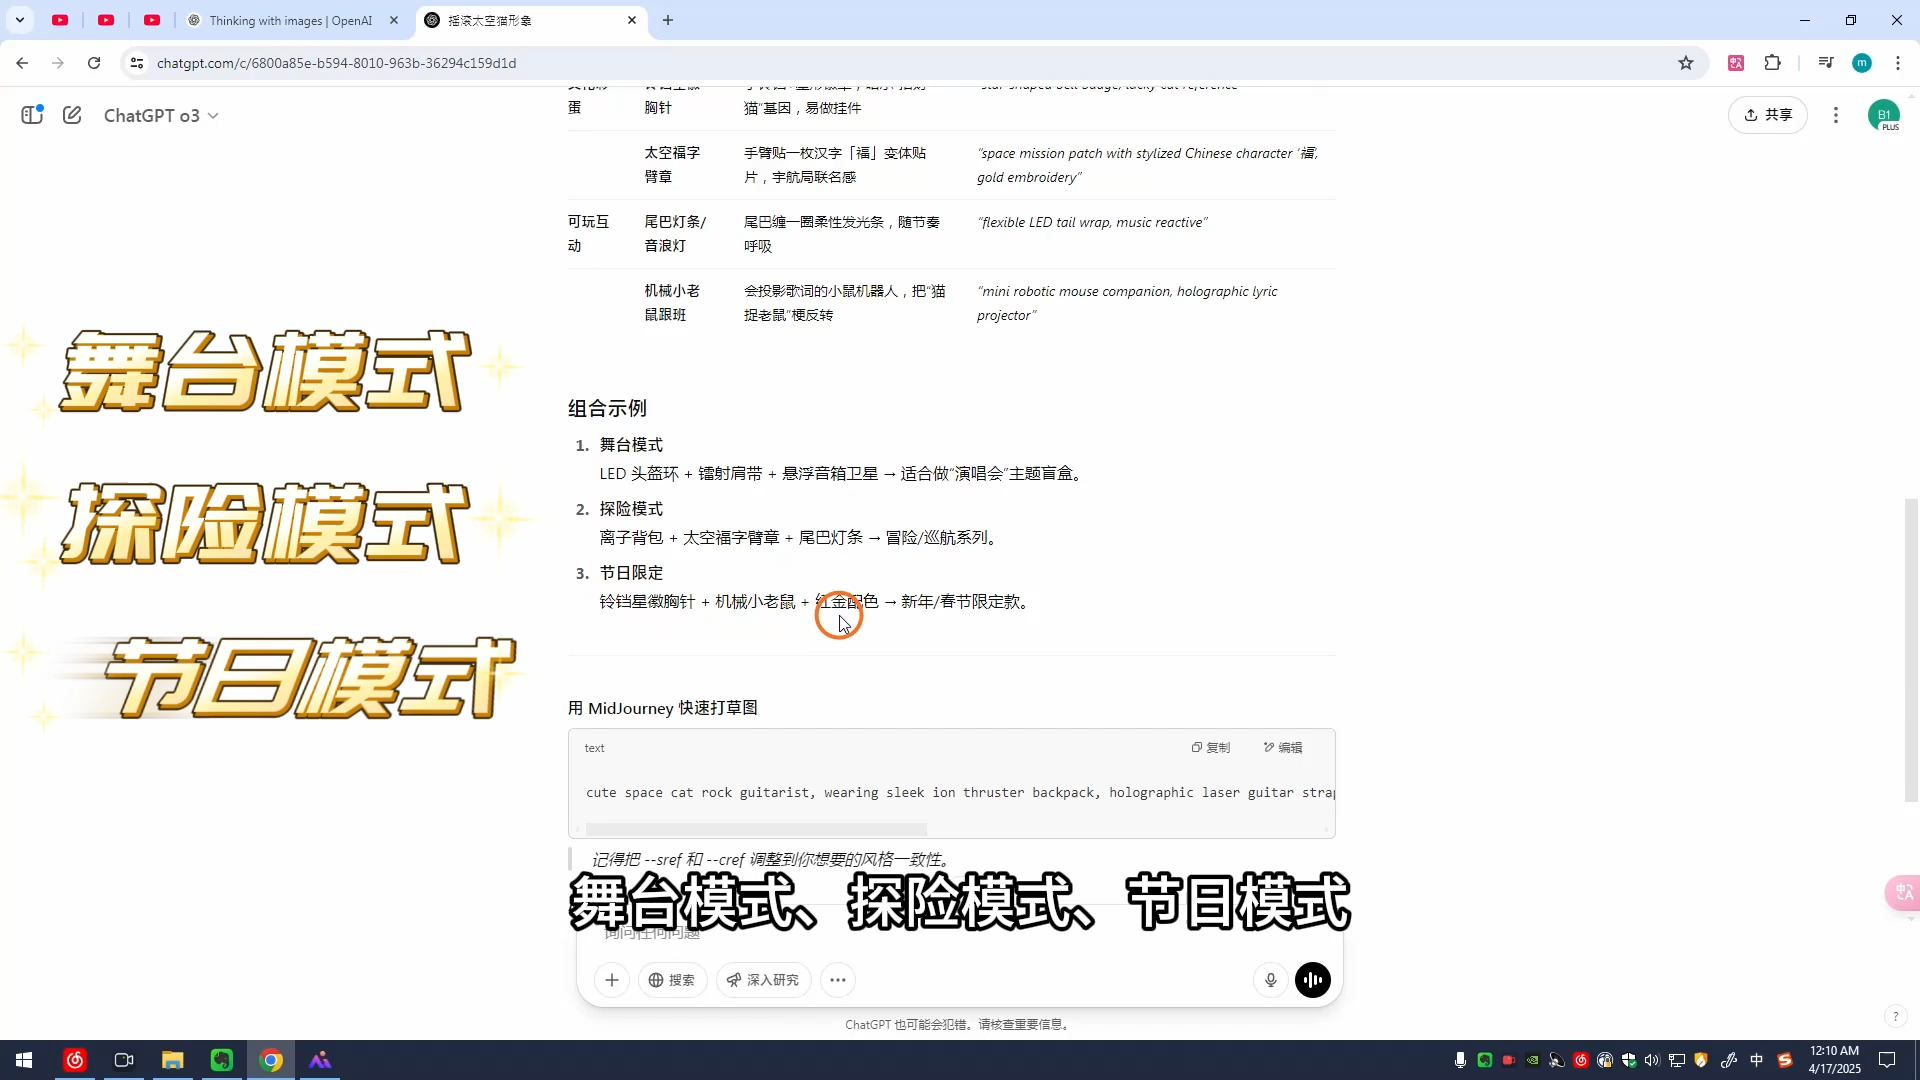 Thinking with images | OpenAI
摇滚太空猫形象
chatgpt.com/c/6800a85e-b594-8010-963b-36294c159d1d
m
ChatGPT o3
共享
B1
PLUS
蛋
胸针
猫"基因，易做挂件
太空福字
臂章
手臂贴一枚汉字「福」变体贴
片，宇航局联名感
"space mission patch with stylized Chinese character '福',
gold embroidery"
可玩互
动
尾巴灯条/
音浪灯
尾巴缠一圈柔性发光条，随节奏
呼吸
"flexible LED tail wrap, music reactive"
机械小老
鼠跟班
会投影歌词的小鼠机器人，把"猫
捉老鼠"梗反转
"mini robotic mouse companion, holographic lyric
projector"
舞台模式
探险模式
节日模式
组合示例
1. 舞台模式
LED 头盔环 + 镭射肩带 + 悬浮音箱卫星 → 适合做"演唱会"主题盲盒。
2. 探险模式
离子背包 + 太空福字臂章 + 尾巴灯条 → 冒险/巡航系列。
3. 节日限定
铃铛星徽胸针 + 机械小老鼠 + 红金配色 → 新年/春节限定款。
用 MidJourney 快速打草图
text
复制
编辑
cute space cat rock guitarist, wearing sleek ion thruster backpack, holographic laser guitar strap
记得把 --sref 和 --cref 调整到你想要的风格一致性。
舞台模式、探险模式、节日模式
询问任何问题
搜索
深入研究
ChatGPT 也可能会犯错。请核查重要信息。
?
中
12:10 AM
4/17/2025